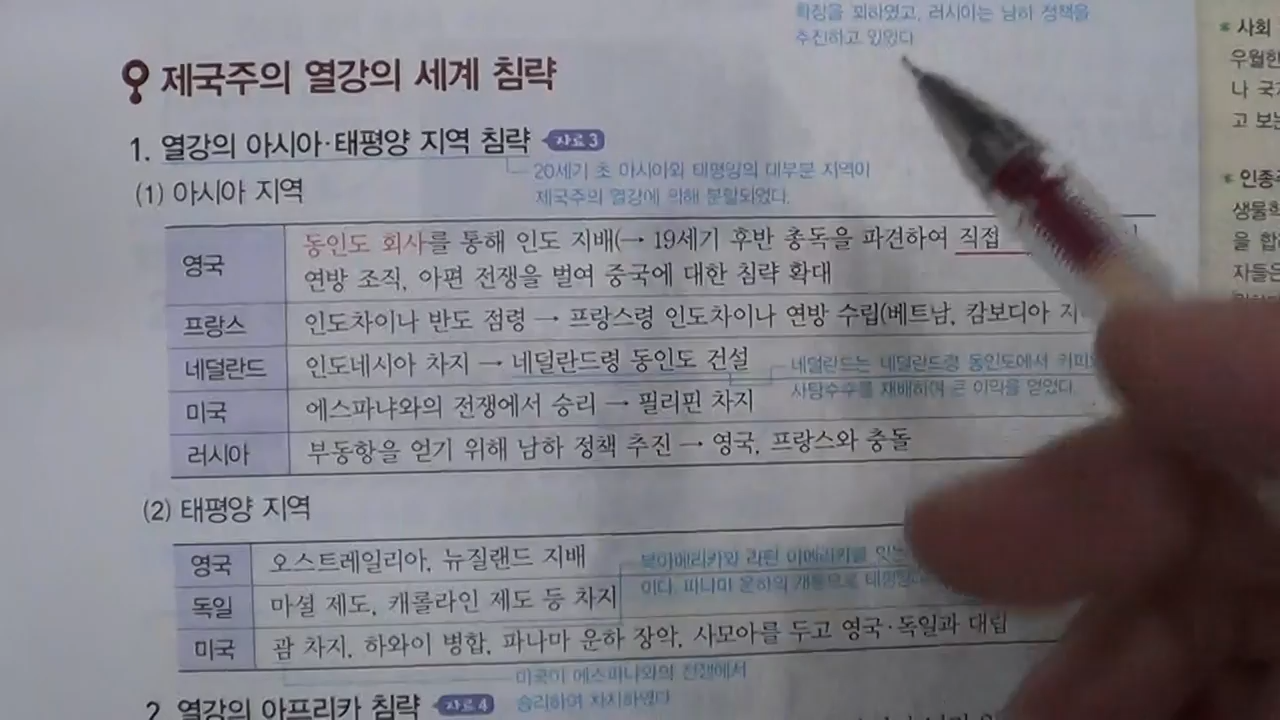 확장을 꾀하였고, 러시아는 남하 정책을
추진하고 있었다
제국주의 열강의 세계 침략
1. 열강의 아시아·태평양 지역 침략 자료 3
20세기 초 아시아와 태평양의 대부분 지역이
제국주의 열강에 의해 분할되었다.
(1) 아시아 지역
영국 동인도 회사를 통해 인도 지배(→ 19세기 후반 총독을 파견하여 직접
연방 조직, 아편 전쟁을 벌여 중국에 대한 침략 확대
프랑스 인도차이나 반도 점령 → 프랑스령 인도차이나 연방 수립(베트남, 캄보디아
네덜란드 인도네시아 차지 → 네덜란드령 동인도 건설
네덜란드는 네덜란드령 동인도에서
사탕수수를 재배하여 큰 이익을 얻었다.
미국 에스파냐와의 전쟁에서 승리 → 필리핀 차지
러시아 부동항을 얻기 위해 남하 정책 추진 → 영국, 프랑스와 충돌
(2) 태평양 지역
영국 오스트레일리아, 뉴질랜드 지배
북아메리카와 라틴 아메리카를 잇는
이다. 파나마 운하의 개통으로
독일 마셜 제도, 캐롤라인 제도 등 차지
미국 괌 차지, 하와이 병합, 파나마 운하 장악, 사모아를 두고 영국·독일과 대립
미국이 에스파냐와의 전쟁에서
승리하여 차지하였다
2. 열강의 아프리카 침략 자료 4
* 사회
우월한
나 국가
고 보는
* 인종
생물학
을 합
자들은